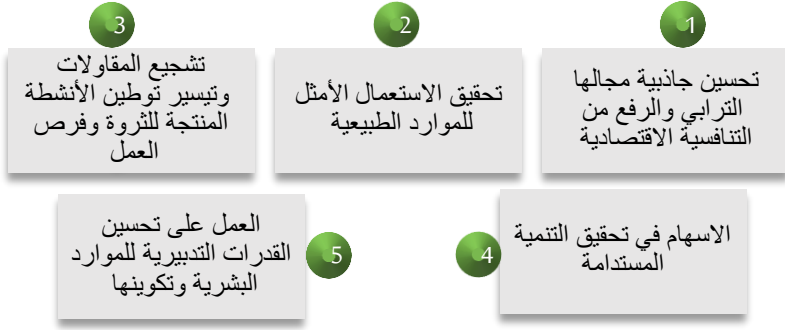 1
تحسين جاذبية مجالها
الترابي والرفع من
التنافسية الاقتصادية
2
تحقيق الاستعمال الأمثل
للموارد الطبيعية
3
تشجيع المقاولات
وتيسير توطين الأنشطة
المنتجة للثروة وفرص
العمل
4
الاسهام في تحقيق التنمية
المستدامة
5
العمل على تحسين
القدرات التدبيرية للموارد
البشرية وتكوينها